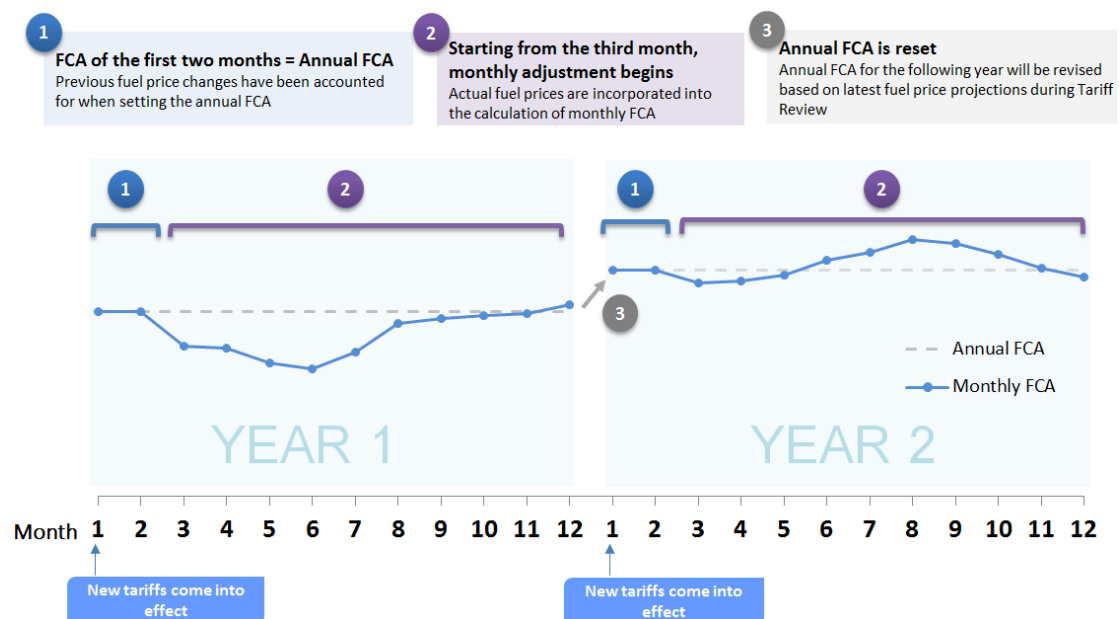 1
FCA of the first two months = Annual FCA
Previous fuel price changes have been accounted
for when setting the annual FCA
2
Starting from the third month,
monthly adjustment begins
Actual fuel prices are incorporated into
the calculation of monthly FCA
3
Annual FCA is reset
Annual FCA for the following year will be revised
based on latest fuel price projections during Tariff
Review
1
2
1
2
3
Annual FCA
Monthly FCA
YEAR 1
YEAR 2
Month 1 2 3 4 5 6 7 8 9 10 11 12 1 2 3 4 5 6 7 8 9 10 11 12
New tariffs come into
effect
New tariffs come into
effect